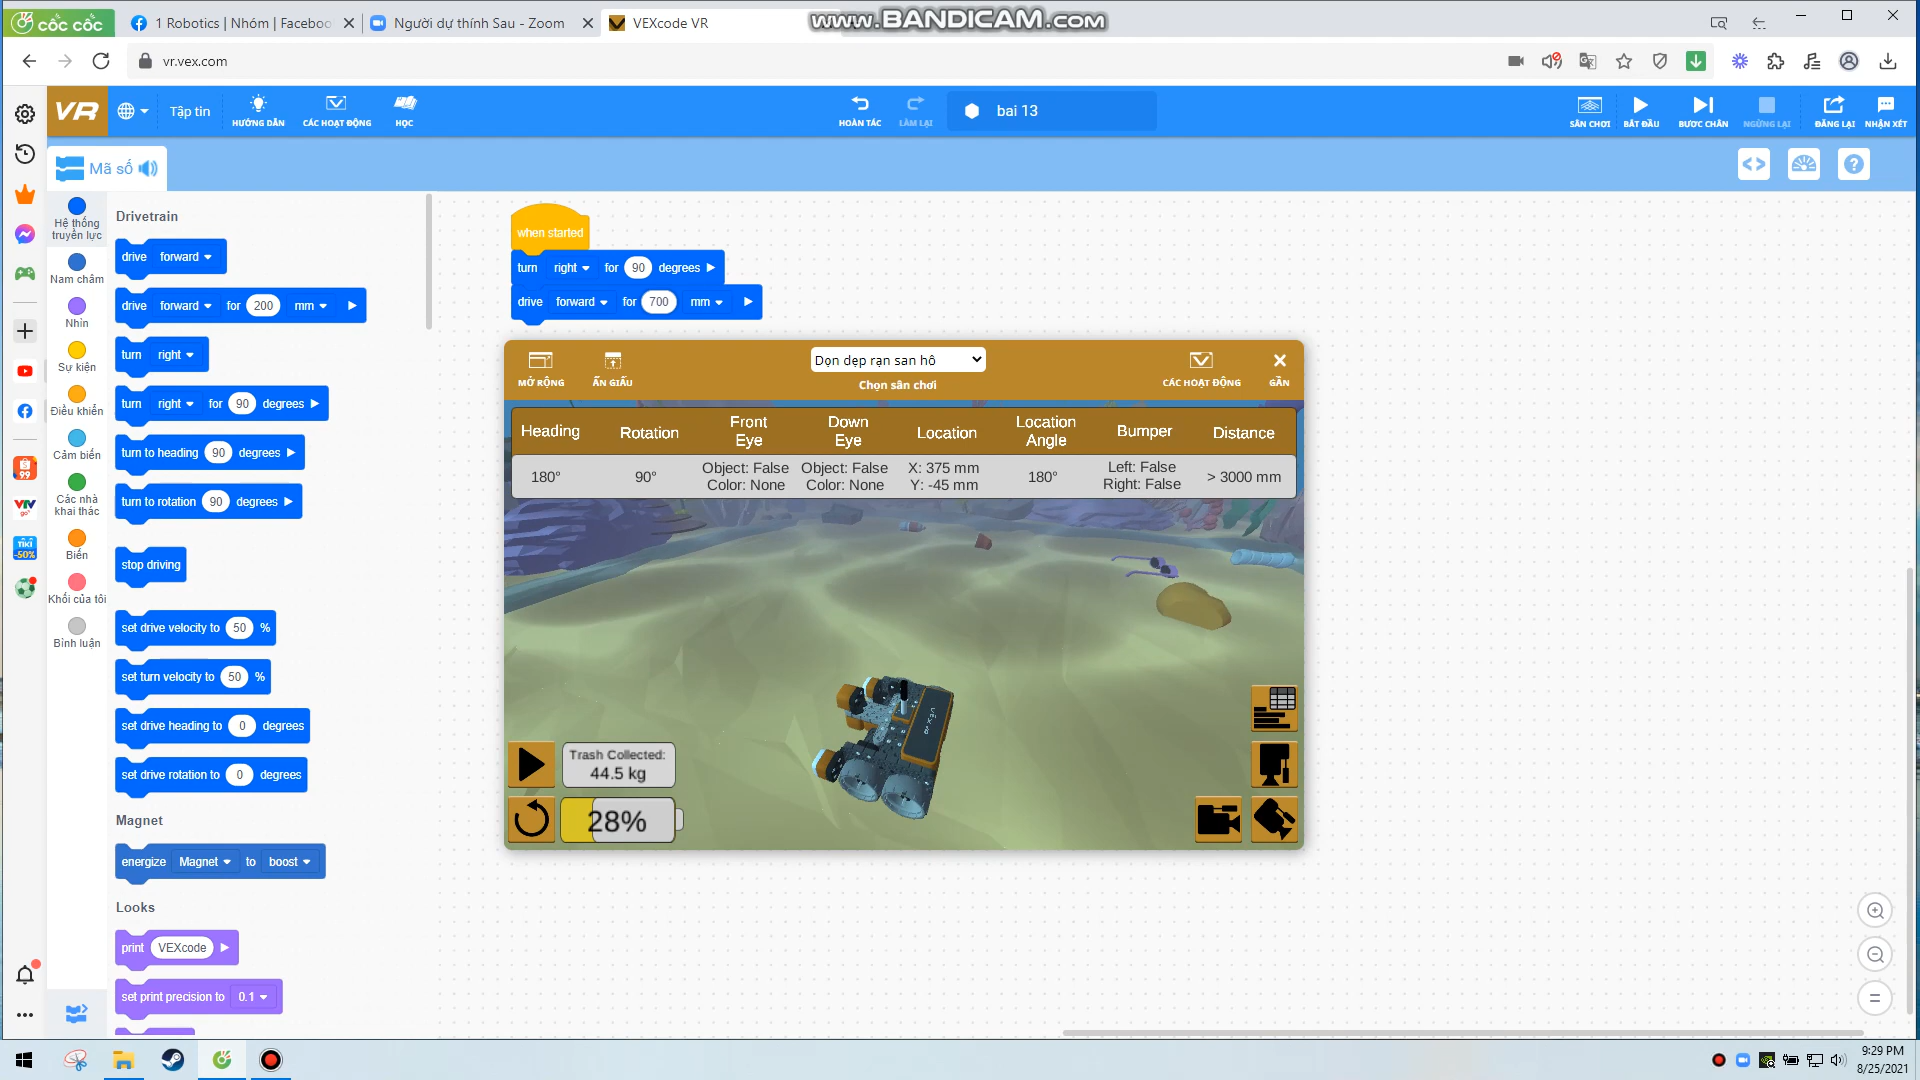 CỐC CỐC
1 Robotics | Nhóm | Faceboo
Người dự thính Sau - Zoom
VEXcode VR
www.BANDICAM.com
vr.vex.com
VR
Tập tin
HƯỚNG DẪN
CÁC HOẠT ĐỘNG
HỌC
HOÀN TÁC
LÀM LẠI
bai 13
SÂN CHƠI
BẮT ĐẦU
BƯỚC CHÂN
NGỪNG LẠI
ĐĂNG LẠI
NHẬN XÉT
Mã số
Hệ thống
truyền lực
Nam châm
Nhìn
Sự kiện
Điều khiển
Cảm biến
Các nhà
khai thác
Biến
Khối của tôi
Bình luận
Drivetrain
drive forward
drive forward for 200 mm
turn right
turn right for 90 degrees
turn to heading 90 degrees
turn to rotation 90 degrees
stop driving
set drive velocity to 50 %
set turn velocity to 50 %
set drive heading to 0 degrees
set drive rotation to 0 degrees
Magnet
energize Magnet to boost
Looks
print VEXcode
set print precision to 0.1
when started
turn right for 90 degrees
drive forward for 700 mm
MỞ RỘNG
ẨN GIẤU
Dọn dẹp rạn san hô
Chọn sân chơi
CÁC HOẠT ĐỘNG
GẦN
Heading
Rotation
Front
Eye
Down
Eye
Location
Location
Angle
Bumper
Distance
180°
90°
Object: False
Color: None
Object: False
Color: None
X: 375 mm
Y: -45 mm
180°
Left: False
Right: False
> 3000 mm
VEX VR
Trash Collected:
44.5 kg
28%
99
VTV
go
TIKI
-50%
9:29 PM
8/25/2021